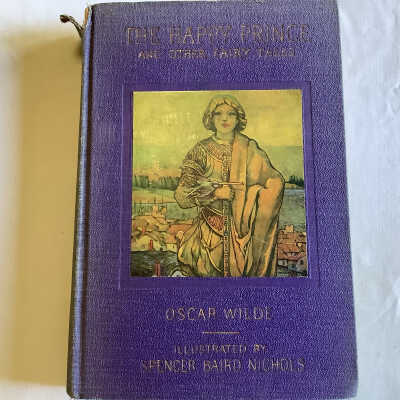 THE HAPPY PRINCE
AND OTHER FAIRY TALES
OSCAR WILDE
ILLUSTRATED BY
SPENCER BAIRD NICHOLS